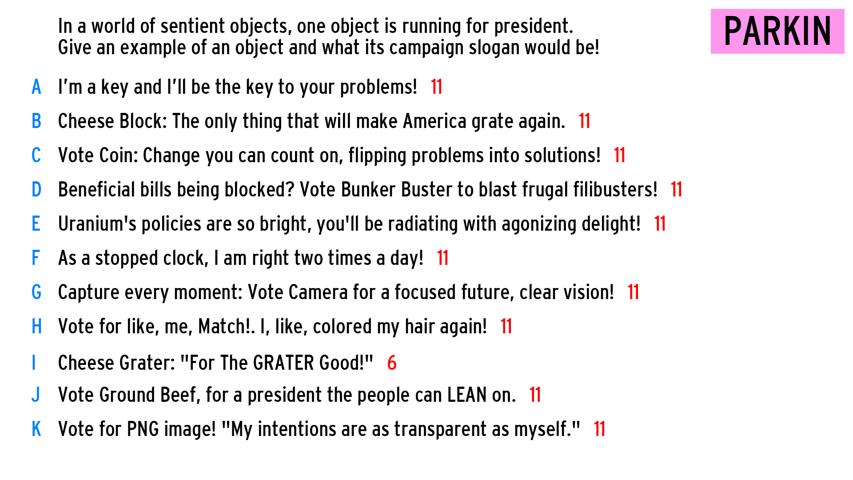 In a world of sentient objects, one object is running for president.
Give an example of an object and what its campaign slogan would be!
PARKIN
A I'm a key and I'll be the key to your problems! 11
B Cheese Block: The only thing that will make America grate again. 11
C Vote Coin: Change you can count on, flipping problems into solutions! 11
D Beneficial bills being blocked? Vote Bunker Buster to blast frugal filibusters! 11
E Uranium's policies are so bright, you'll be radiating with agonizing delight! 11
F As a stopped clock, I am right two times a day! 11
G Capture every moment: Vote Camera for a focused future, clear vision! 11
H Vote for like, me, Match!. I, like, colored my hair again! 11
I Cheese Grater: "For The GRATER Good!" 6
J Vote Ground Beef, for a president the people can LEAN on. 11
K Vote for PNG image! "My intentions are as transparent as myself." 11